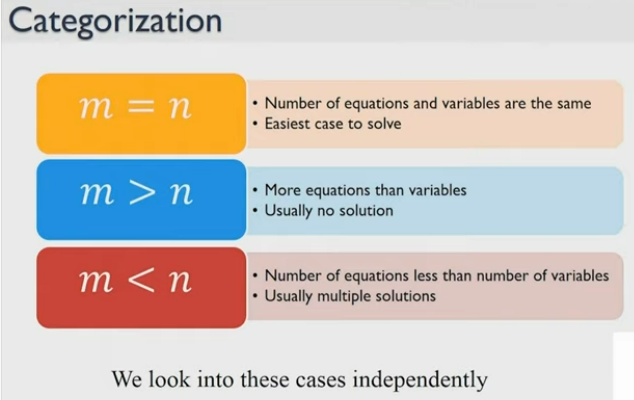 Categorization
m = n
• Number of equations and variables are the same
• Easiest case to solve
m > n
• More equations than variables
• Usually no solution
m < n
• Number of equations less than number of variables
• Usually multiple solutions
We look into these cases independently